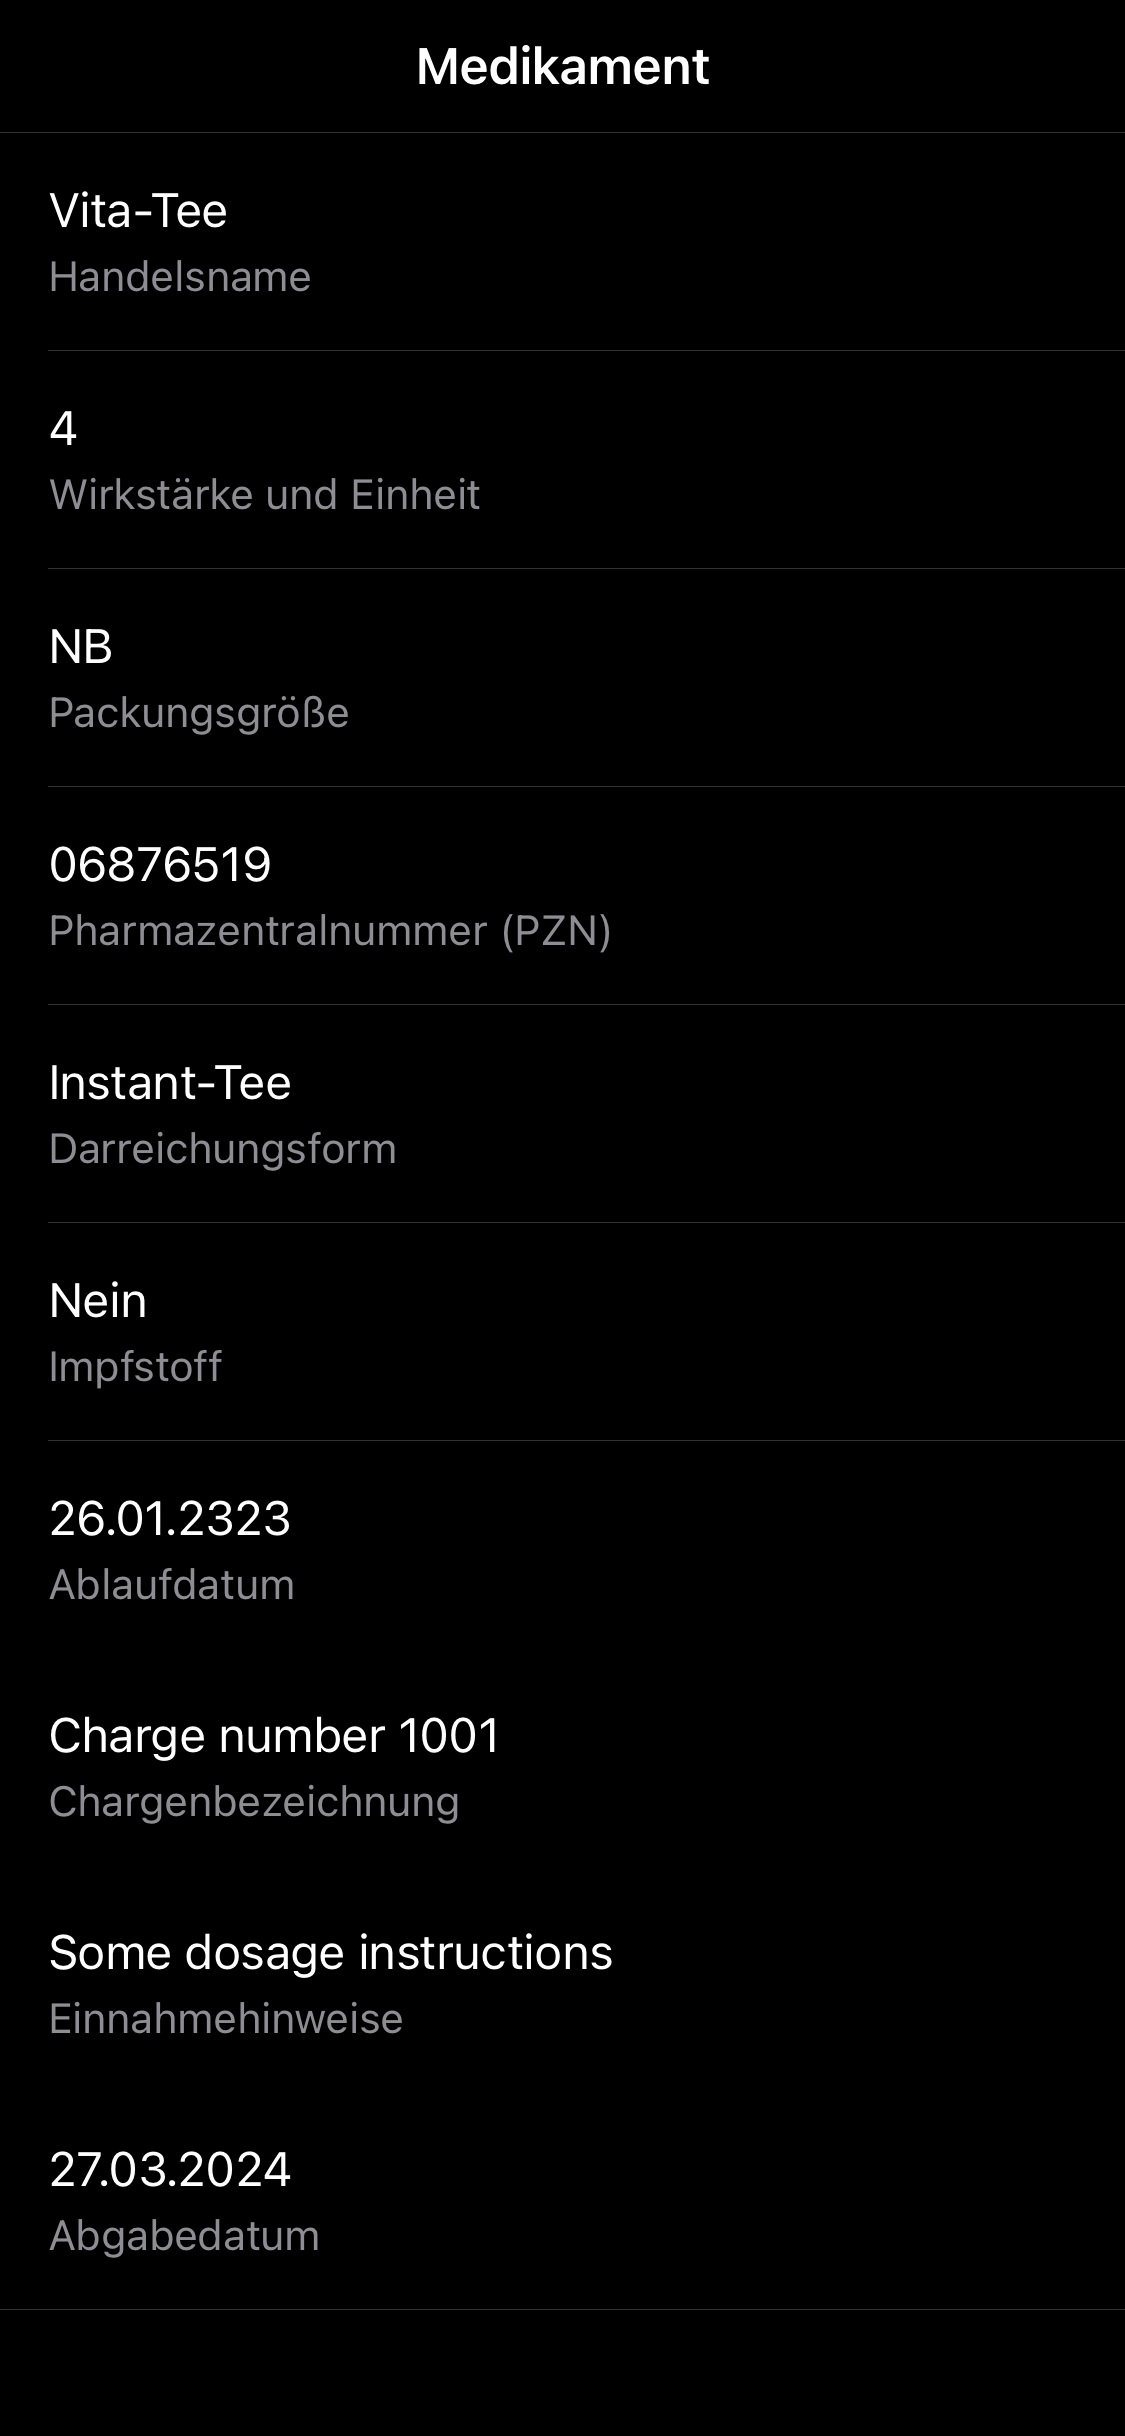 Medikament
Vita-Tee
Handelsname
4
Wirkstärke und Einheit
NB
Packungsgröße
06876519
Pharmazentralnummer (PZN)
Instant-Tee
Darreichungsform
Nein
Impfstoff
26.01.2323
Ablaufdatum
Charge number 1001
Chargenbezeichnung
Some dosage instructions
Einnahmehinweise
27.03.2024
Abgabedatum